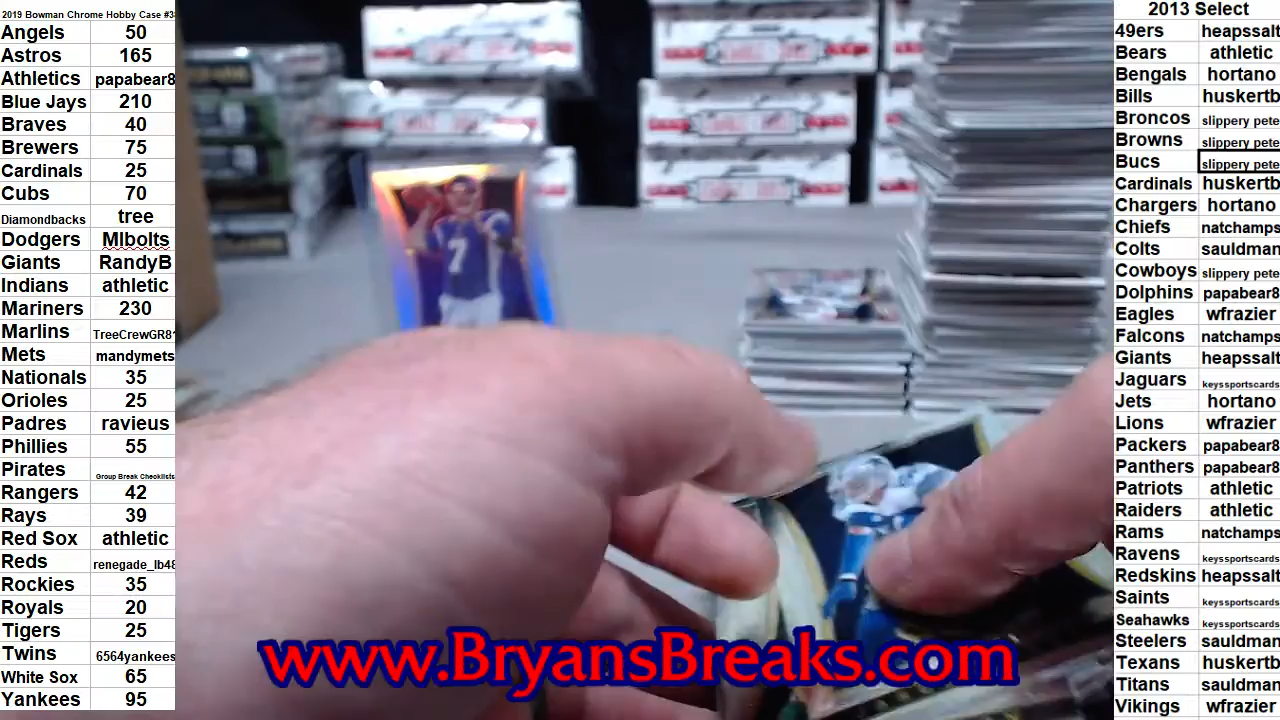 2019 Bowman Chrome Hobby Case #3
Angels 50
Astros 165
Athletics papabear8
Blue Jays 210
Braves 40
Brewers 75
Cardinals 25
Cubs 70
Diamondbacks tree
Dodgers Mlbolts
Giants RandyB
Indians athletic
Mariners 230
Marlins TreeCrewGR8
Mets mandymets
Nationals 35
Orioles 25
Padres ravieus
Phillies 55
Pirates Group Break Checklists
Rangers 42
Rays 39
Red Sox athletic
Reds renegade_lb48
Rockies 35
Royals 20
Tigers 25
Twins 6564yankees
White Sox 65
Yankees 95
7
www.BryansBreaks.com
2013 Select
49ers heapssalt
Bears athletic
Bengals hortano
Bills huskertb
Broncos slippery pete
Browns slippery pete
Bucs slippery pete
Cardinals huskertb
Chargers hortano
Chiefs natchamps
Colts sauldman
Cowboys slippery pete
Dolphins papabear8
Eagles wfrazier
Falcons natchamps
Giants heapssalt
Jaguars keyssportscards
Jets hortano
Lions wfrazier
Packers papabear8
Panthers papabear8
Patriots athletic
Raiders athletic
Rams natchamps
Ravens keyssportscards
Redskins heapssalt
Saints keyssportscards
Seahawks keyssportscards
Steelers sauldman
Texans huskertb
Titans sauldman
Vikings wfrazier